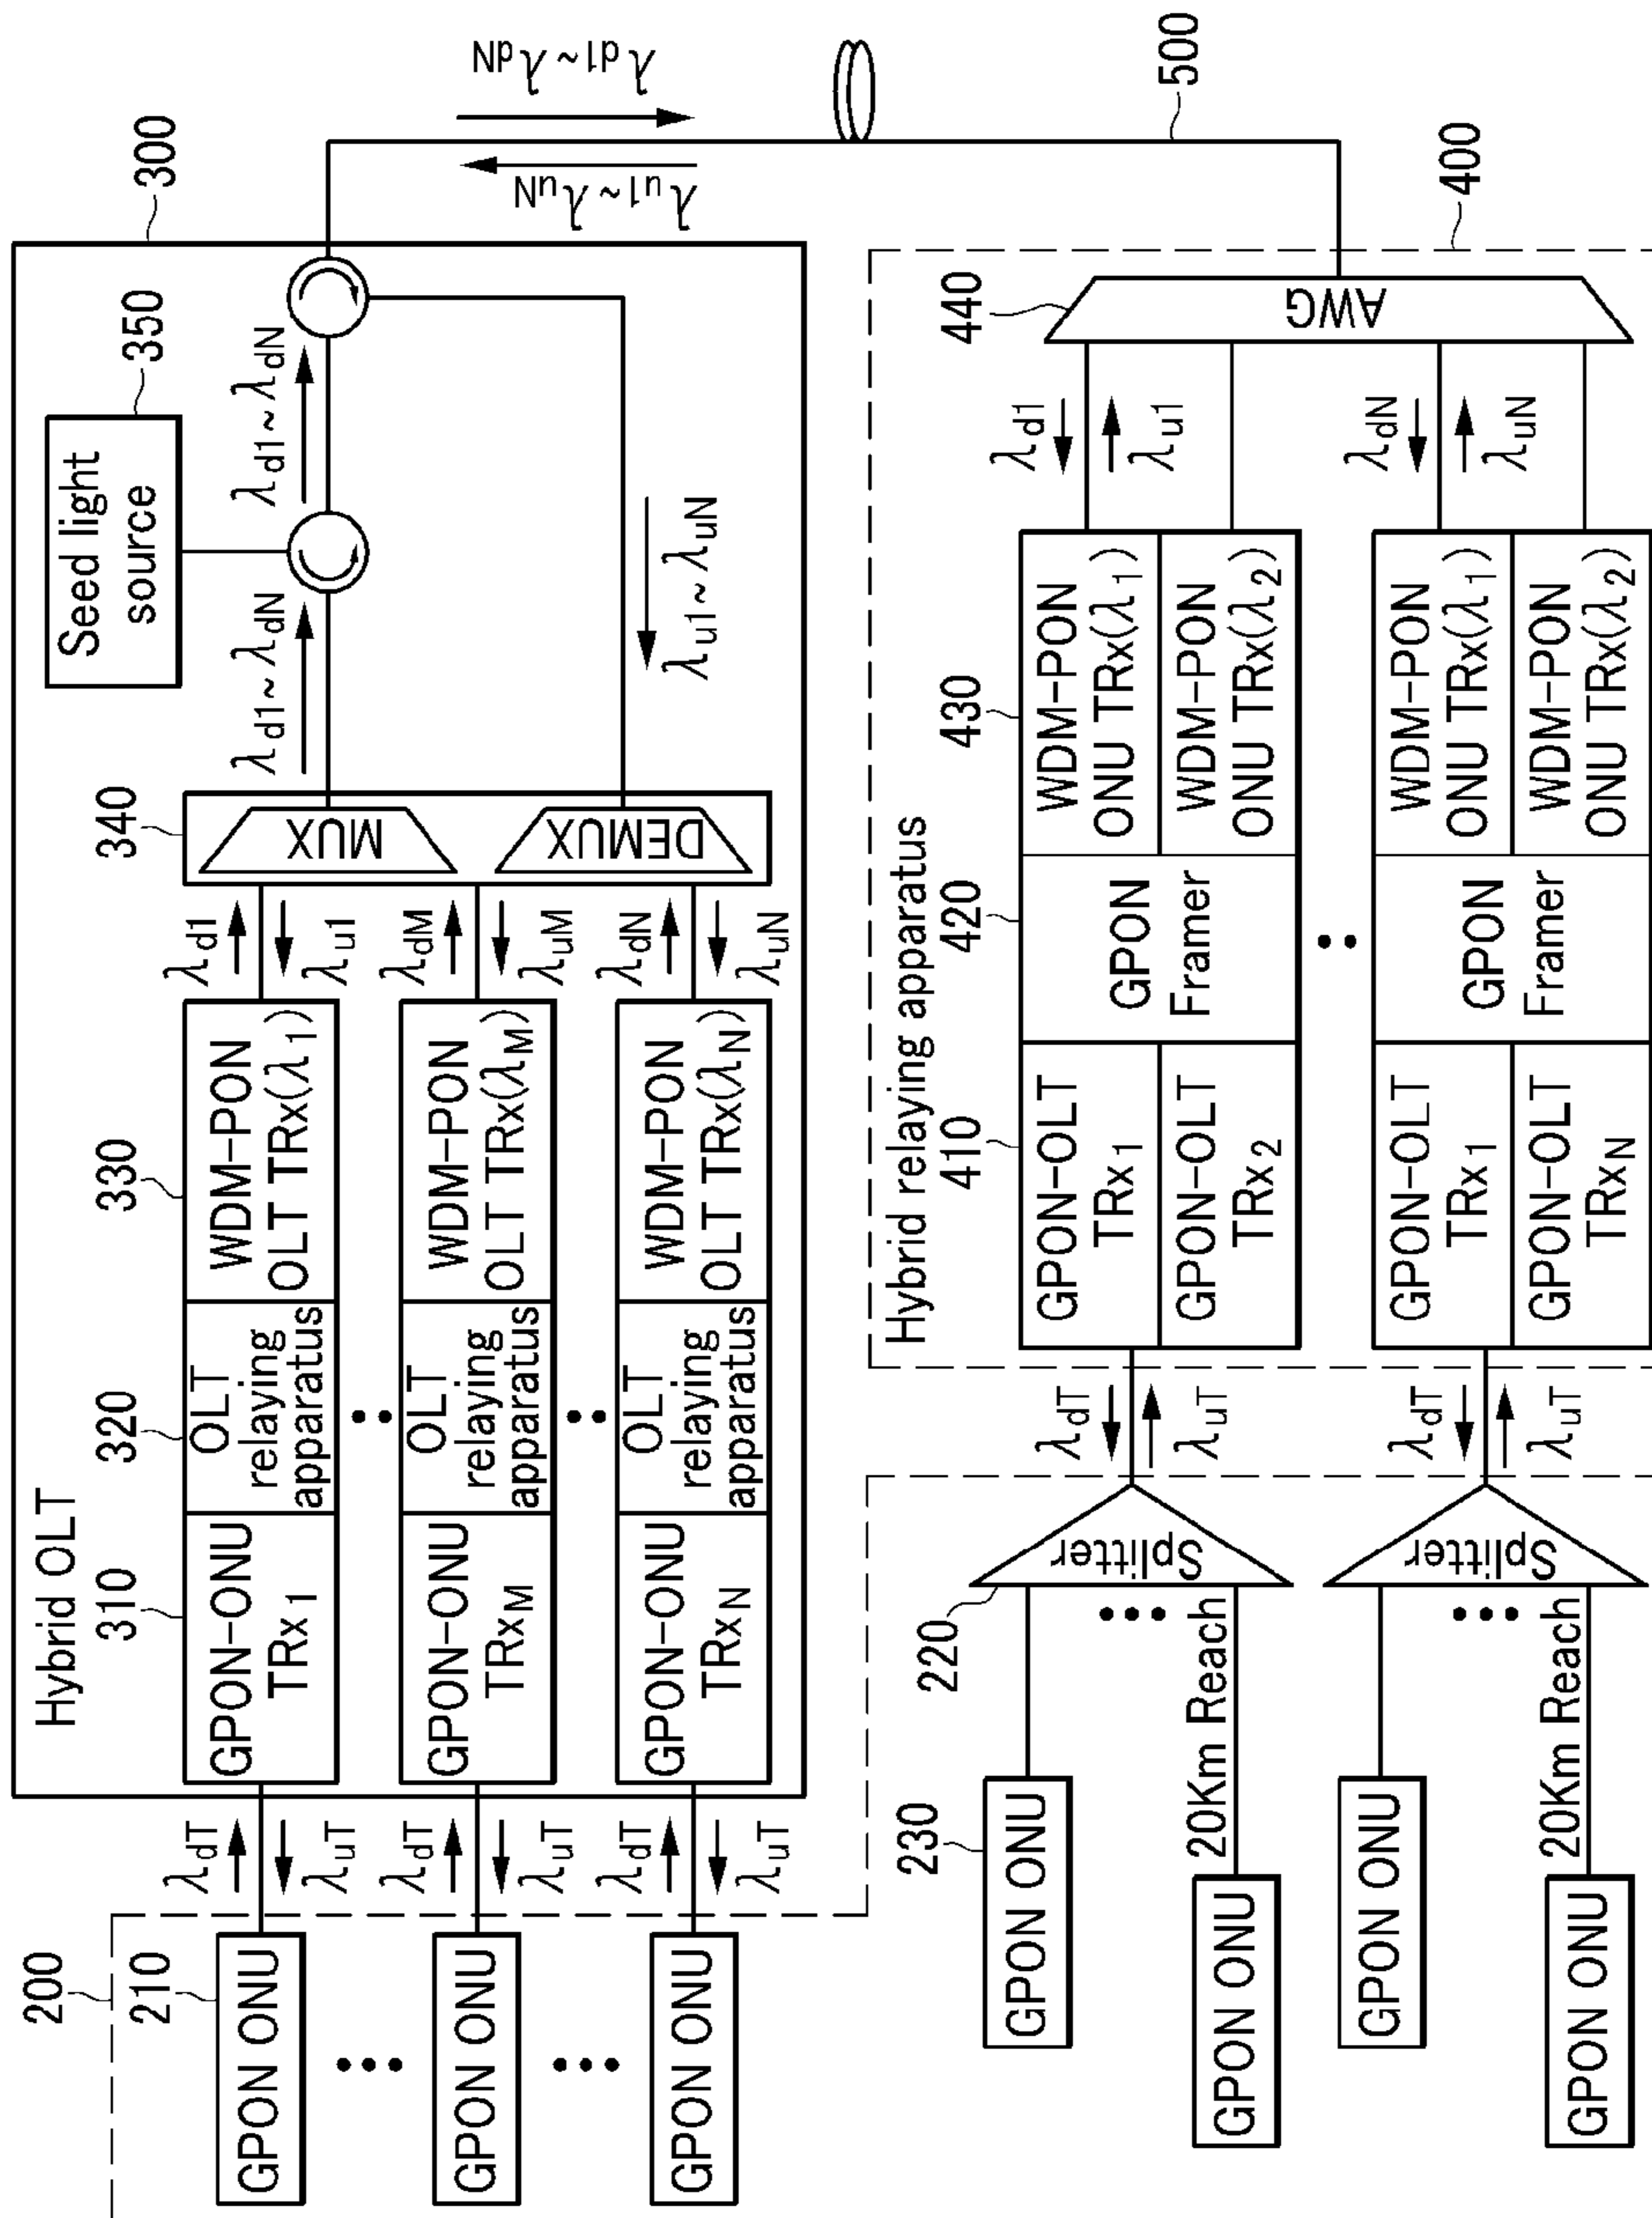 200
210
GPON ONU
GPON ONU
GPON ONU
λdT
λuT
λdT
λuT
λdT
λuT
Hybrid OLT
300
310
GPON-ONU
TRx1
GPON-ONU
TRxM
GPON-ONU
TRxN
320
OLT
relaying
apparatus
OLT
relaying
apparatus
OLT
relaying
apparatus
330
WDM-PON
OLT TRx(λ1)
WDM-PON
OLT TRx(λM)
WDM-PON
OLT TRx(λN)
λd1
λu1
λdM
λuM
λdN
λuN
340
MUX
DEMUX
λd1~λdN
Seed light
source
350
λd1~λdN
λu1~λuN
λd1~λdN
λu1~λuN
500
230
GPON ONU
GPON ONU
20Km Reach
GPON ONU
GPON ONU
20Km Reach
220
Splitter
Splitter
λdT
λuT
λdT
λuT
Hybrid relaying apparatus
400
410
GPON-OLT
TRx1
GPON-OLT
TRx2
GPON-OLT
TRx1
GPON-OLT
TRxN
420
GPON
Framer
GPON
Framer
430
WDM-PON
ONU TRx(λ1)
WDM-PON
ONU TRx(λ2)
WDM-PON
ONU TRx(λ1)
WDM-PON
ONU TRx(λ2)
λd1
λu1
λdN
λuN
440
AWG